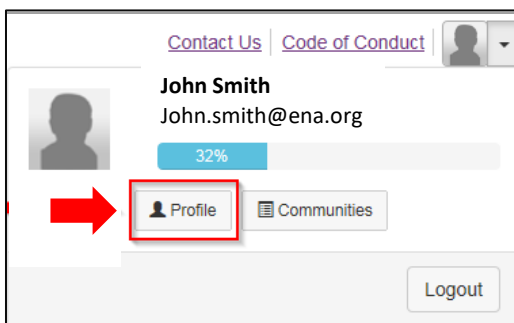 Contact Us Code of Conduct
John Smith
John.smith@ena.org
32%
Profile Communities
Logout